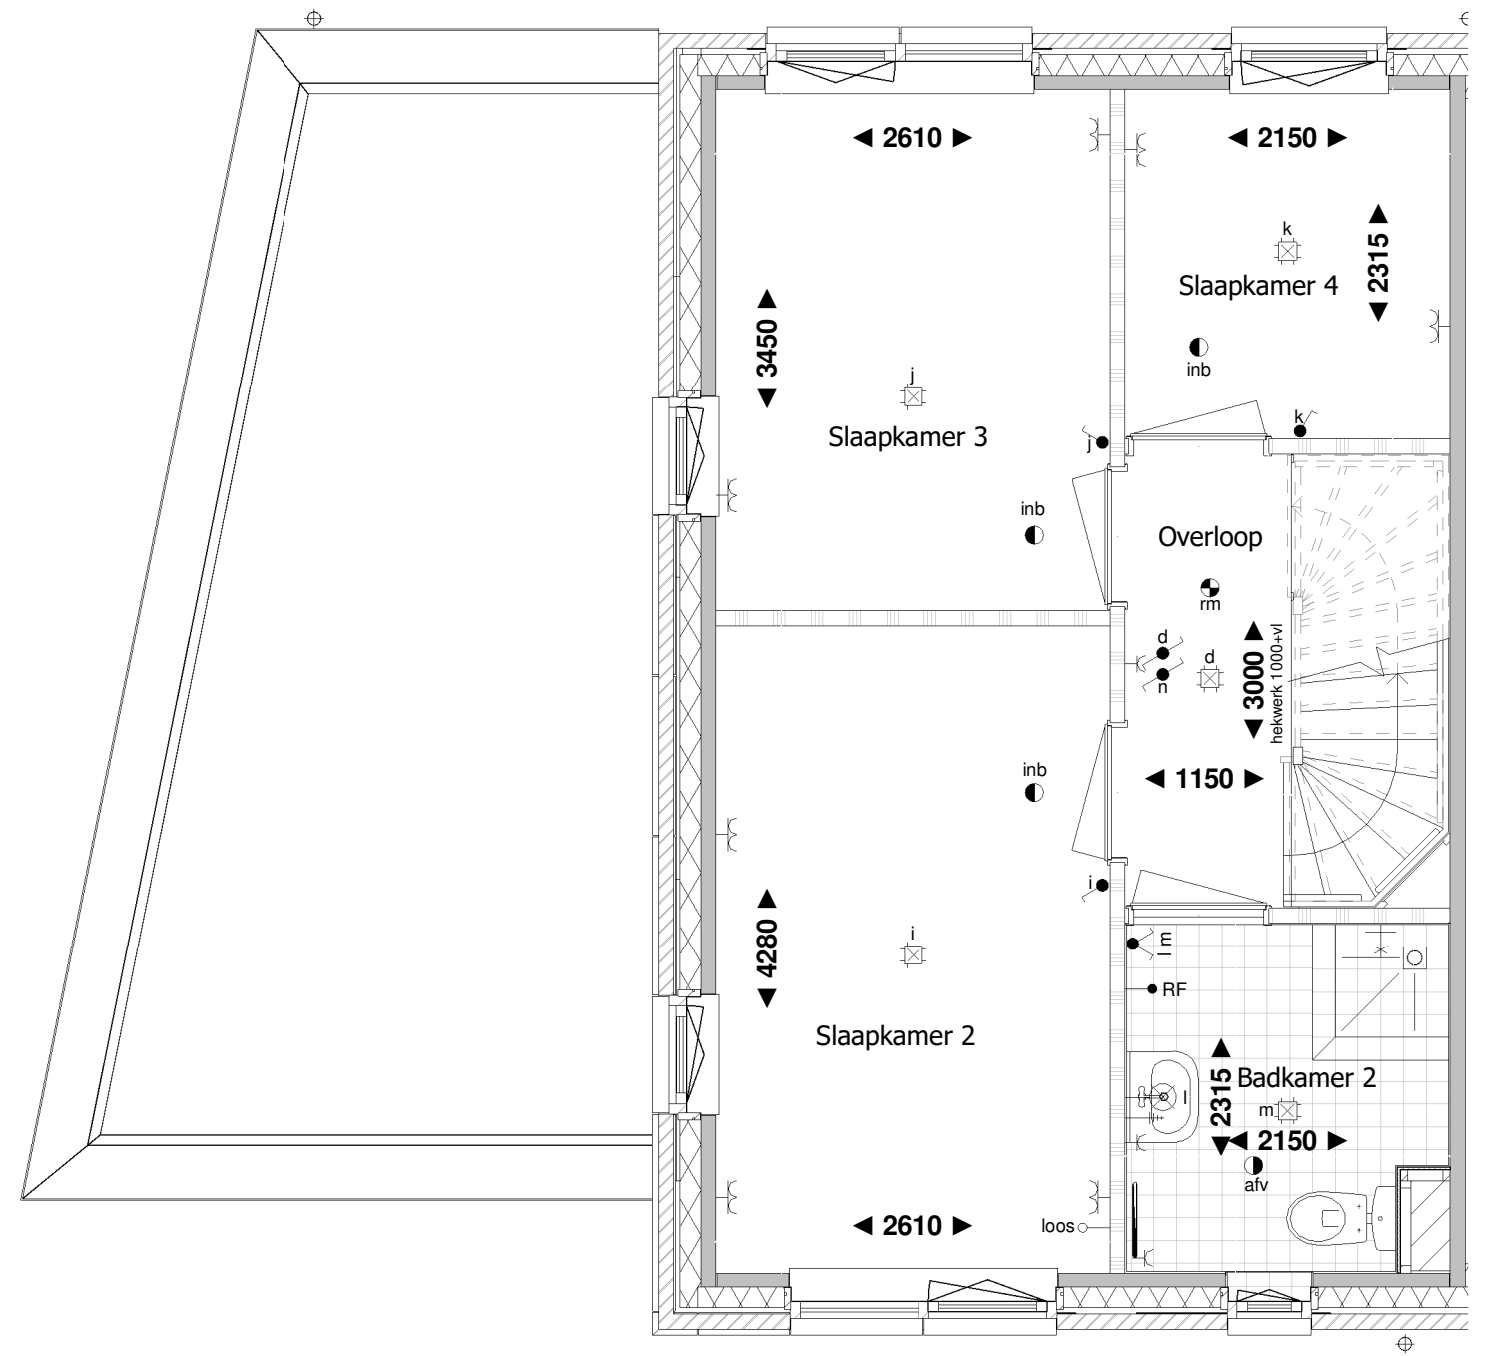 2610
2150
k
2315
Slaapkamer 4
3450
inb
j
k
Slaapkamer 3
j
inb
Overloop
rm
d
d
n
3000
hekwerk 1000+vl
inb
1150
i
4280
i
l m
RF
Slaapkamer 2
2315
Badkamer 2
l
m
2150
afv
2610
loos